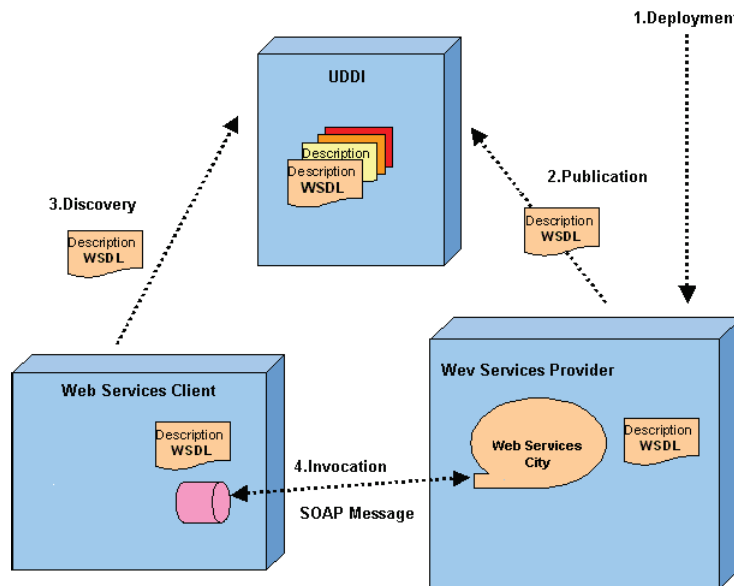 1.Deployment
UDDI
Description
Description
WSDL
2.Publication
3.Discovery
Description
WSDL
Description
WSDL
Wev Services Provider
Web Services Client
Description
WSDL
Web Services
City
Description
WSDL
4.Invocation
SOAP Message